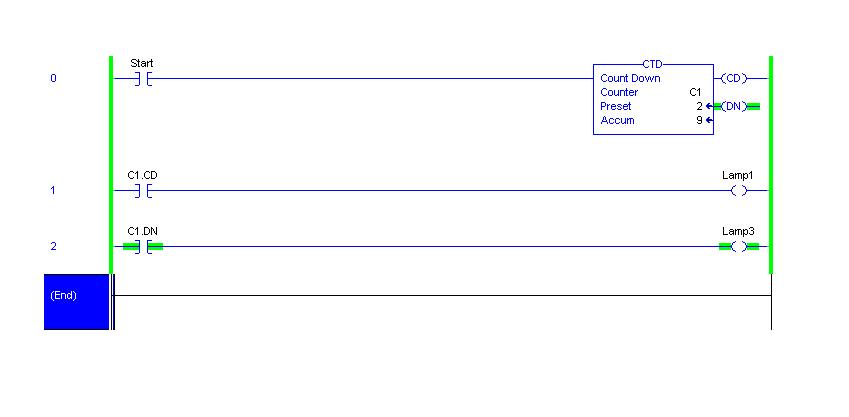 Start
CTD
0
Count Down
(CD)
Counter C1
Preset 2
(DN)
Accum 9
C1.CD
Lamp1
1
C1.DN
Lamp3
2
(End)